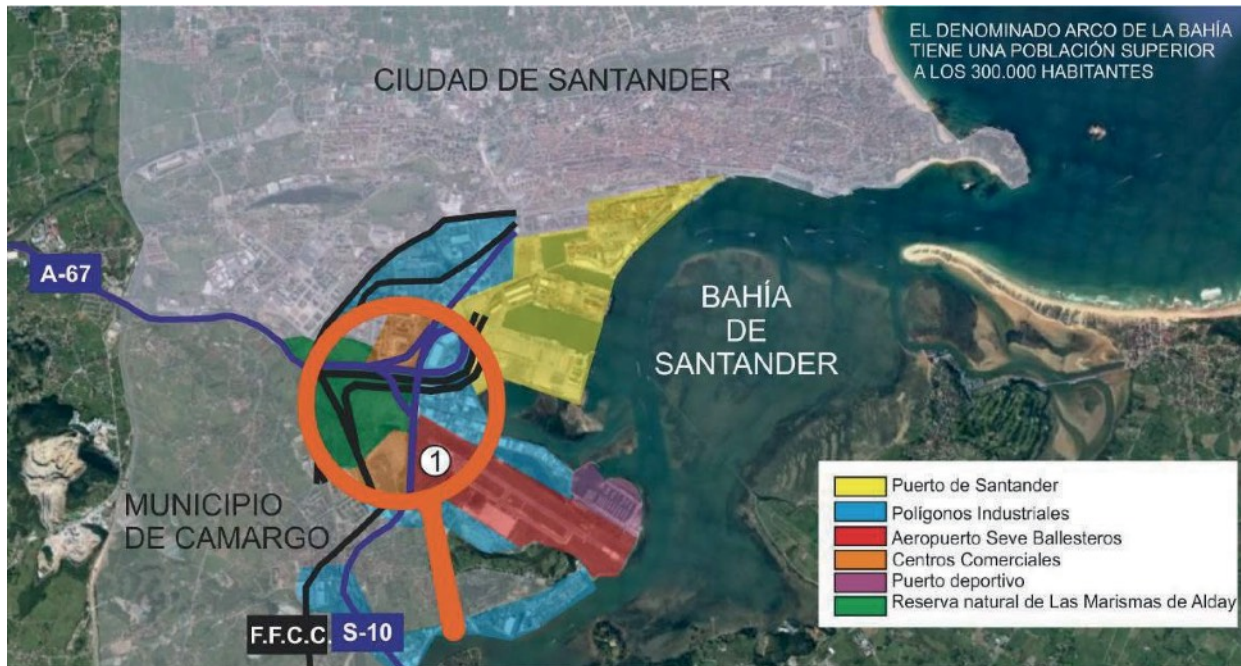 EL DENOMINADO ARCO DE LA BAHÍA
TIENE UNA POBLACIÓN SUPERIOR
A LOS 300.000 HABITANTES
CIUDAD DE SANTANDER
A-67
BAHÍA
DE
SANTANDER
1
MUNICIPIO
DE CAMARGO
F.F.C.C.
S-10
Puerto de Santander
Polígonos Industriales
Aeropuerto Seve Ballesteros
Centros Comerciales
Puerto deportivo
Reserva natural de Las Marismas de Alday